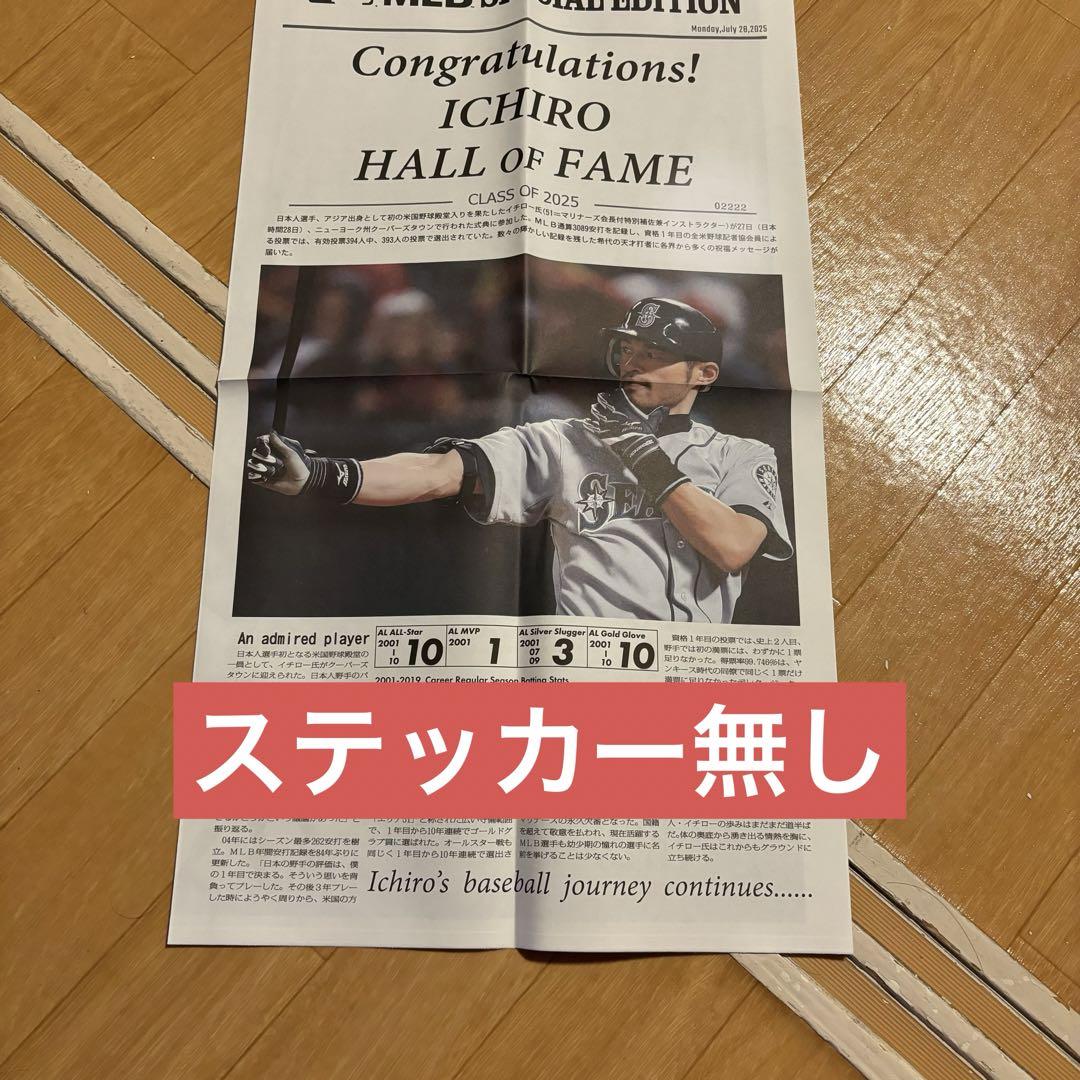 MLB SPECIAL EDITION
Monday,July 28,2025
Congratulations!
ICHIRO
HALL OF FAME
CLASS OF 2025
02222
日本人選手、アジア出身として初の米国野球殿堂入りを果たしたイチロー氏(51=マリナーズ会長付特別補佐兼インストラクター)が27日（日本
時間28日）、ニューヨーク州クーパーズタウンで行われた式典に参加した。ＭＬＢ通算3089安打を記録し、資格１年目の全米野球記者協会員によ
る投票では、有効投票394人中、393人の投票で選出されていた。数々の輝かしい記録を残した希代の天才打者に各界から多くの祝福メッセージが
届いた。
An admired player
日本人選手初となる米国野球殿堂の
一員として、イチロー氏がクーパーズ
タウンに迎えられた。日本人野手のパ
AL ALL-Star
2001
10
10
AL MVP
2001
1
AL Silver Slugger
2001
07
09
3
AL Gold Glove
2001
10
10
2001-2019 Career Regular Season Batting Stats
資格１年目の投票では、史上２人目、
野手では初の満票には、わずかに１票
足りなかった。得票率99.746%は、ヤ
ンキース時代の同僚で同じく１票だけ
ステッカー無し
振り返る。
04年にはシーズン最多262安打を樹
立。ＭＬＢ年間安打記録を84年ぶりに
更新した。「日本の野手の評価は、僕
の１年目で決まる。そういう思いを背
負ってプレーした。その後３年プレー
した時にようやく周りから、米国の方
で、１年目から10年連続でゴールドグ
ラブ賞に選ばれた。オールスター戦も
同じく１年目から10年連続で選出さ
マリナーズの永久欠番となった。国籍
を超えて敬意を払われ、現在活躍する
ＭＬＢ選手も幼少期の憧れの選手に名
前を挙げることは少なくない。
人・イチローの歩みはまだまだ道半ば
だ。体の奥底から湧き出る情熱を胸に、
イチロー氏はこれからもグラウンドに
立ち続ける。
Ichiro's baseball journey continues......